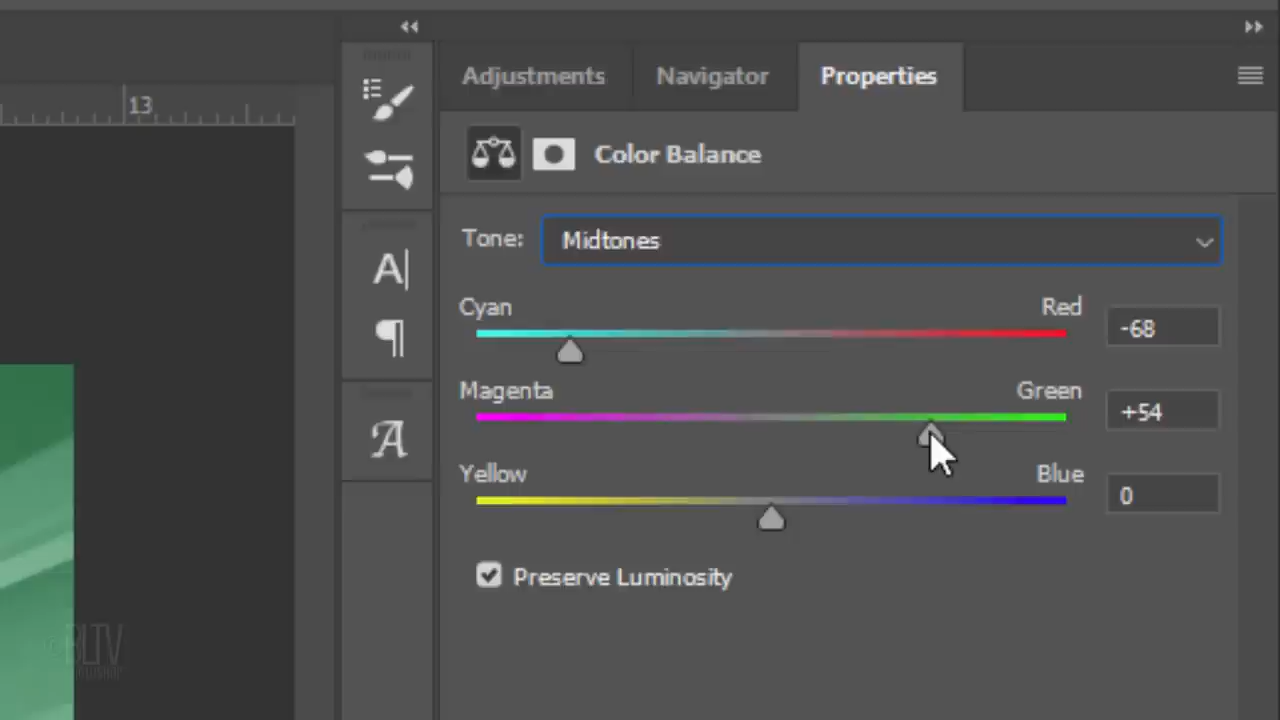 13
Adjustments
Navigator
Properties
Color Balance
Tone: Midtones
Cyan Red -68
Magenta Green +54
Yellow Blue 0
Preserve Luminosity
A
¶
A
© BLTV